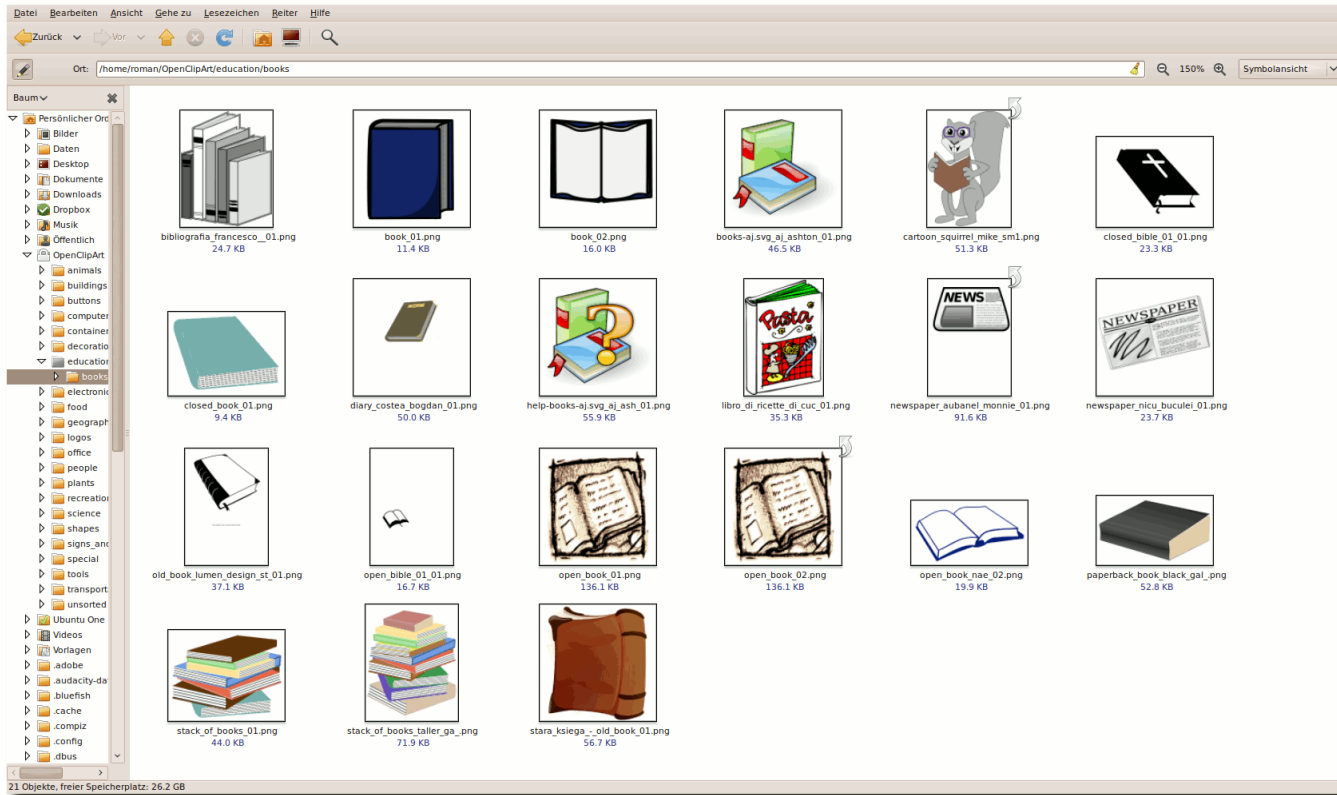 Datei Bearbeiten Ansicht Gehe zu Lesezeichen Reiter Hilfe
Zurück Vor
Ort: /home/roman/OpenClipArt/education/books 150% Symbolansicht
Baum
Persönlicher Ord
Bilder
Daten
Desktop
Dokumente
Downloads
Dropbox
Musik
Öffentlich
OpenClipArt
animals
buildings
buttons
computer
container
decoratio
education
books
electronic
food
geograph
logos
office
people
plants
recreation
science
shapes
signs_and
special
tools
transport
unsorted
Ubuntu One
Videos
Vorlagen
.adobe
.audacity-da
.bluefish
.cache
.compiz
.config
.dbus
bibliografia_francesco__01.png book_01.png book_02.png books-aj.svg_aj_ashton_01.png cartoon_squirrel_mike_sm1.png closed_bible_01_01.png
24.7 KB 11.4 KB 16.0 KB 46.5 KB 51.3 KB 23.3 KB
Pasta
NEWS
NEWSPAPER
closed_book_01.png diary_costea_bogdan_01.png help-books-aj.svg_aj_ash_01.png libro_di_ricette_di_cuc_01.png newspaper_aubanel_monnie_01.png newspaper_nicu_buculei_01.png
9.4 KB 50.0 KB 55.9 KB 35.3 KB 91.6 KB 23.7 KB
old_book_lumen_design_st_01.png open_bible_01_01.png open_book_01.png open_book_02.png open_book_nae_02.png paperback_book_black_gal_.png
37.1 KB 16.7 KB 136.1 KB 136.1 KB 19.9 KB 52.8 KB
stack_of_books_01.png stack_of_books_taller_ga_.png stara_ksiega_-_old_book_01.png
44.0 KB 71.9 KB 56.7 KB
21 Objekte, freier Speicherplatz: 26.2 GB